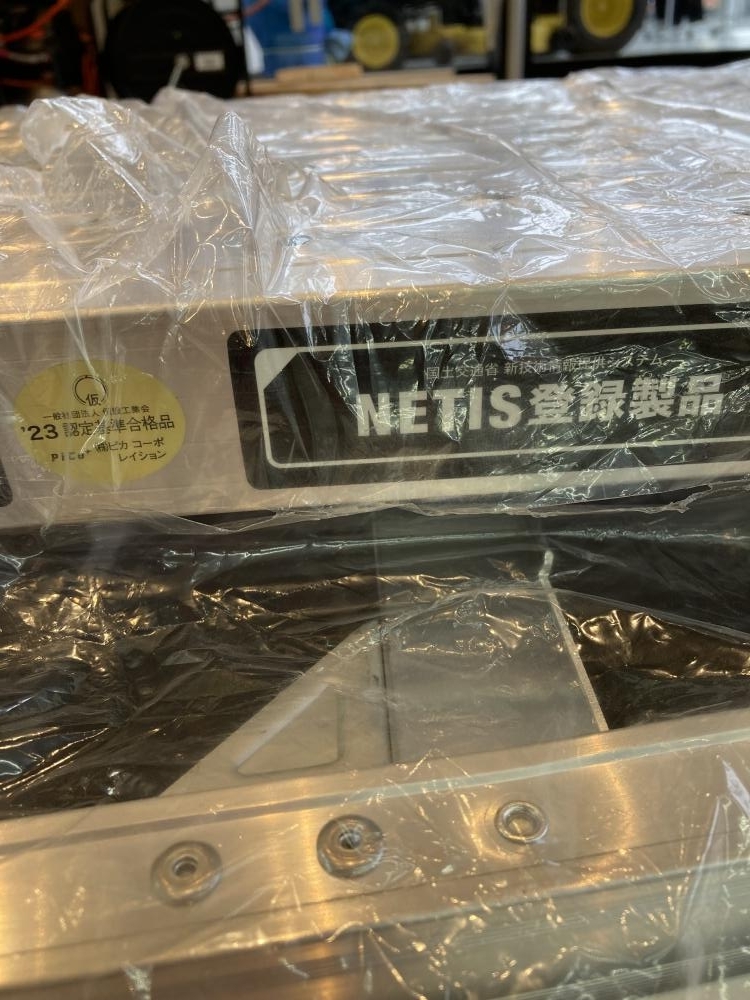 仮
一般社団法人 仮設工業会
'23 認定基準合格品
Pica ㈱ピカ コーポ
レイション
国土交通省 新技術情報提供システム
NETIS登録製品